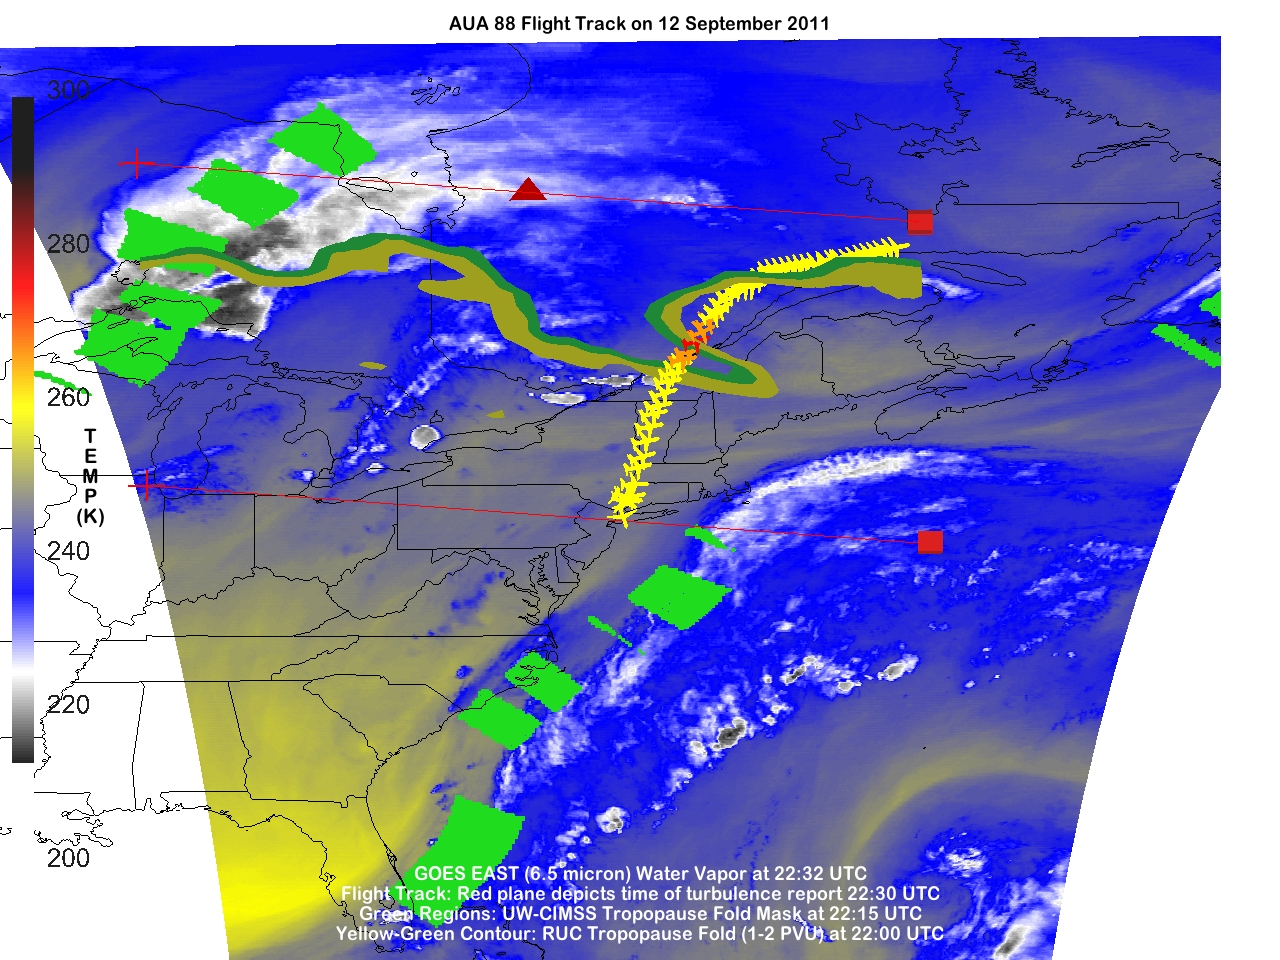 AUA 88 Flight Track on 12 September 2011
300
280
260
T
E
M
P
(K)
240
220
200
GOES EAST (6.5 micron) Water Vapor at 22:32 UTC
Flight Track: Red plane depicts time of turbulence report 22:30 UTC
Green Regions: UW-CIMSS Tropopause Fold Mask at 22:15 UTC
Yellow-Green Contour: RUC Tropopause Fold (1-2 PVU) at 22:00 UTC